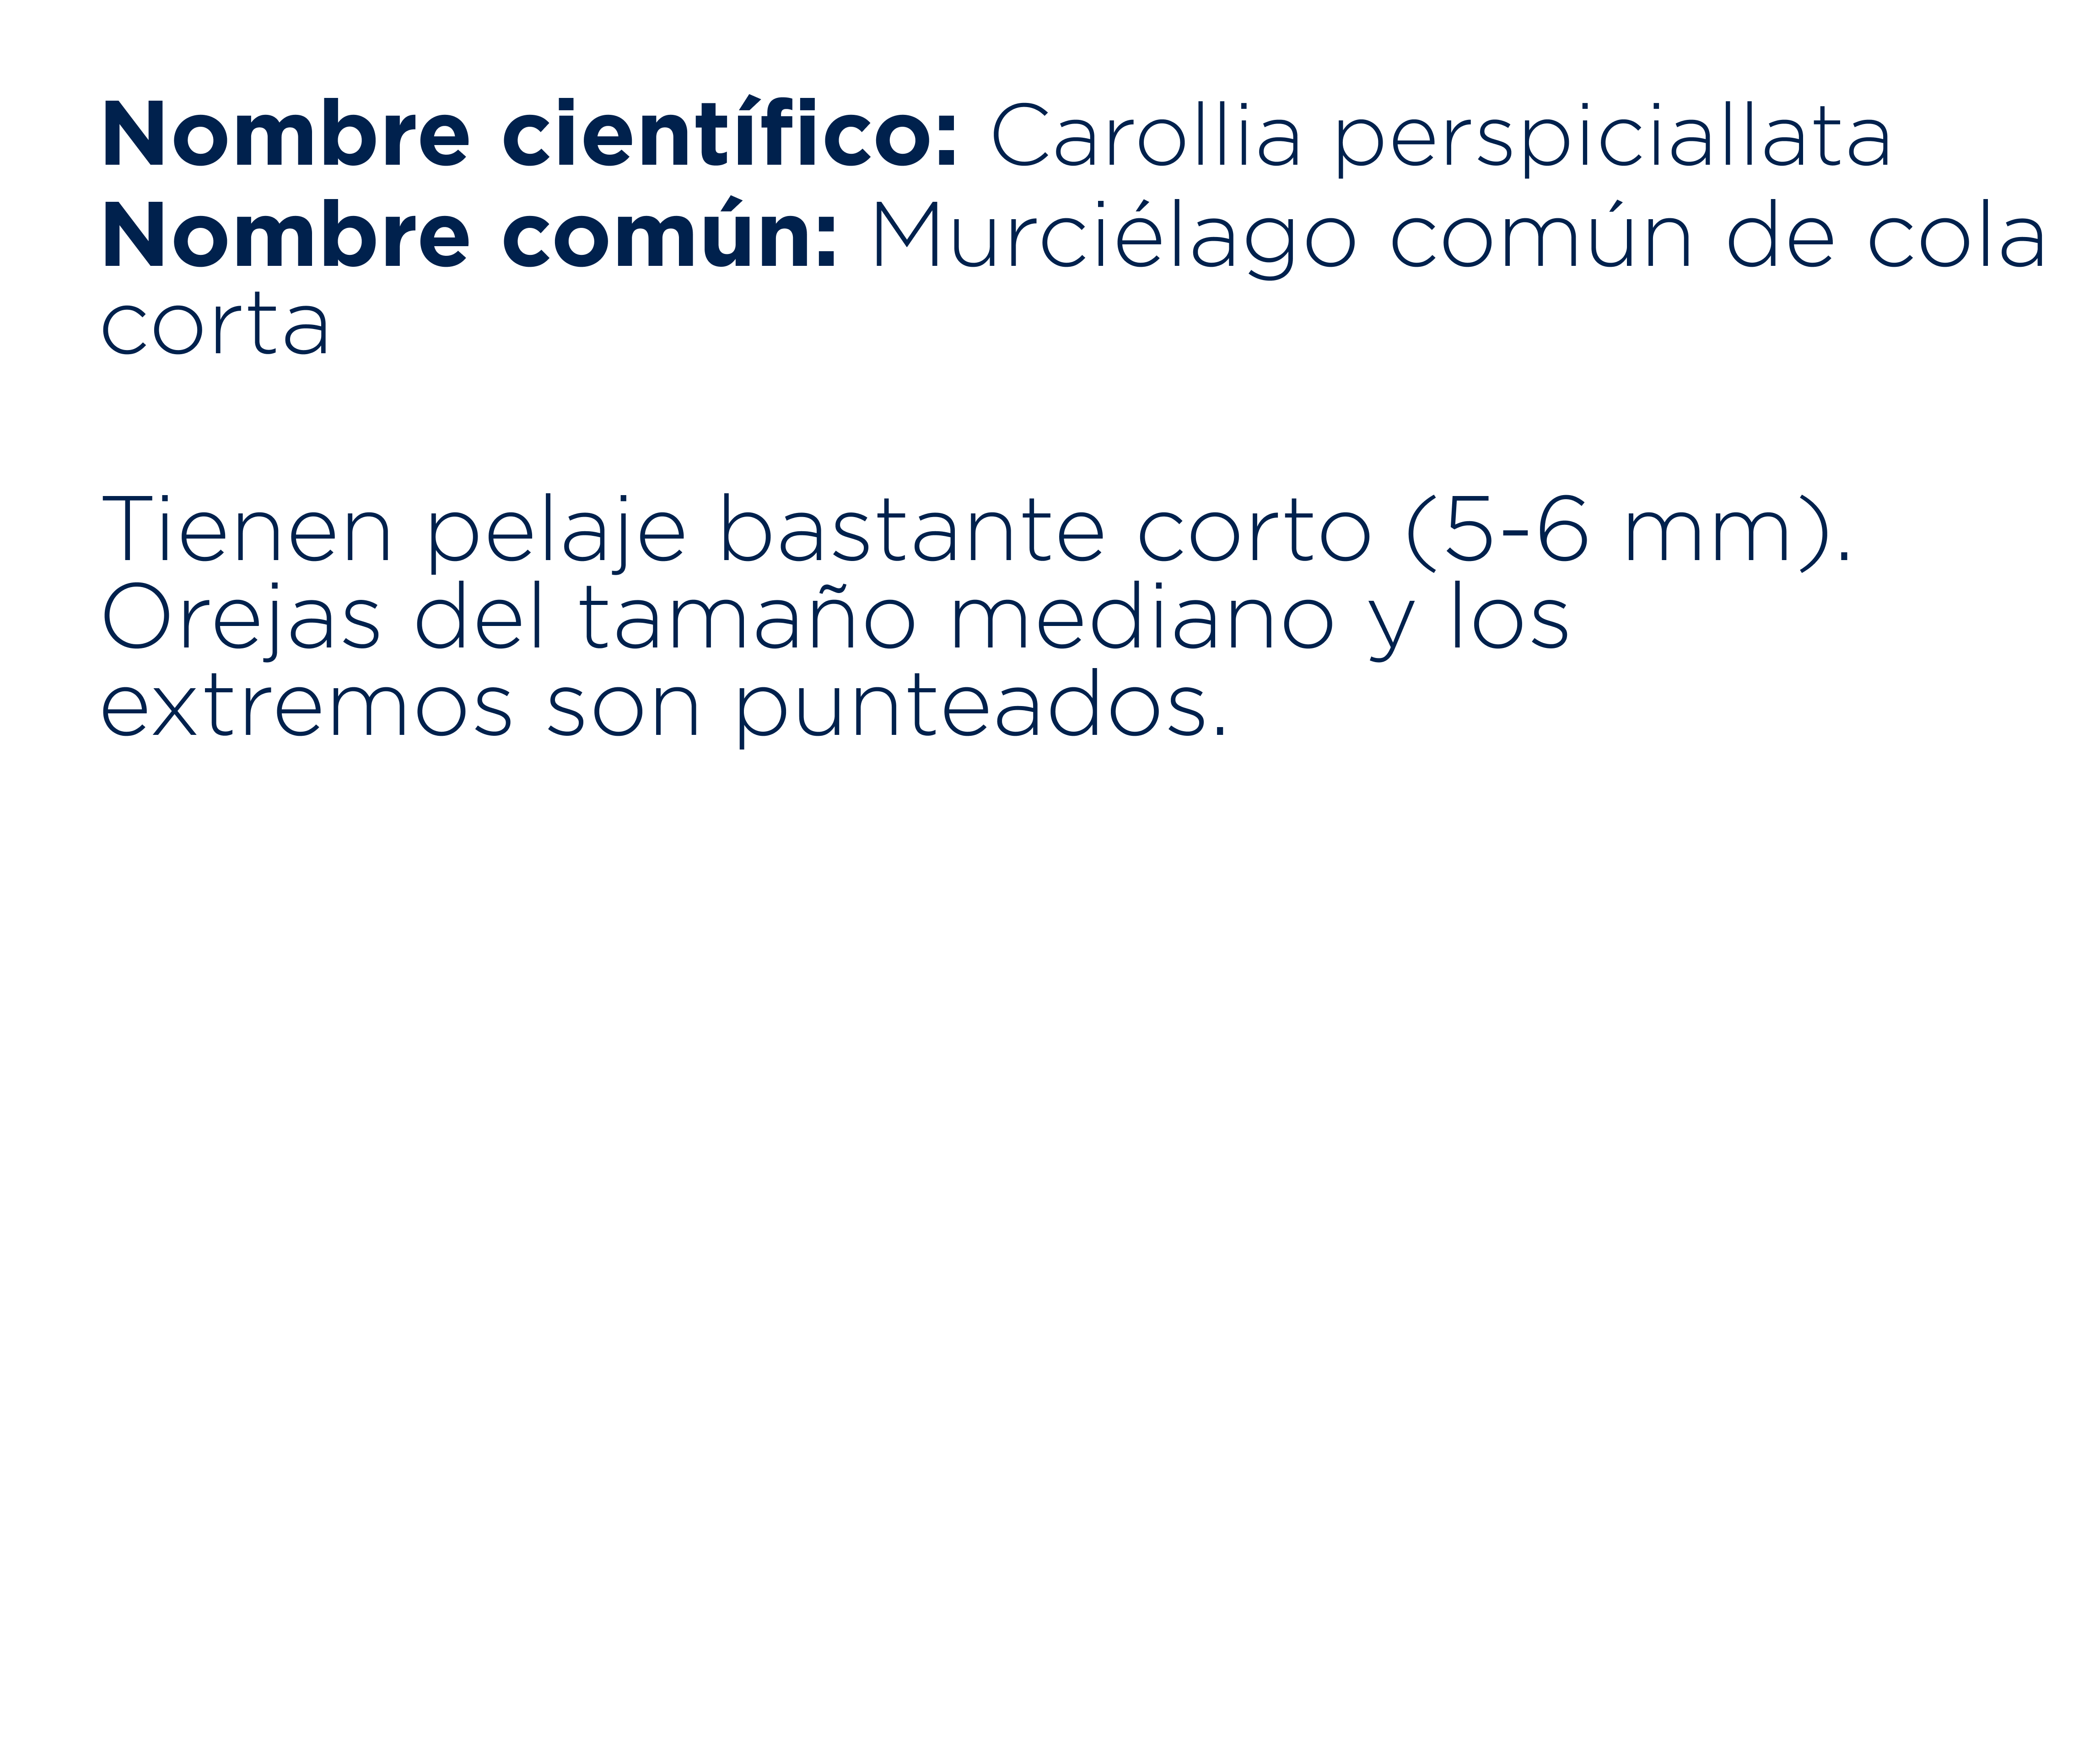 Nombre científico: Carollia perspiciallata
Nombre común: Murciélago común de cola
corta
Tienen pelaje bastante corto (5-6 mm).
Orejas del tamaño mediano y los
extremos son punteados.